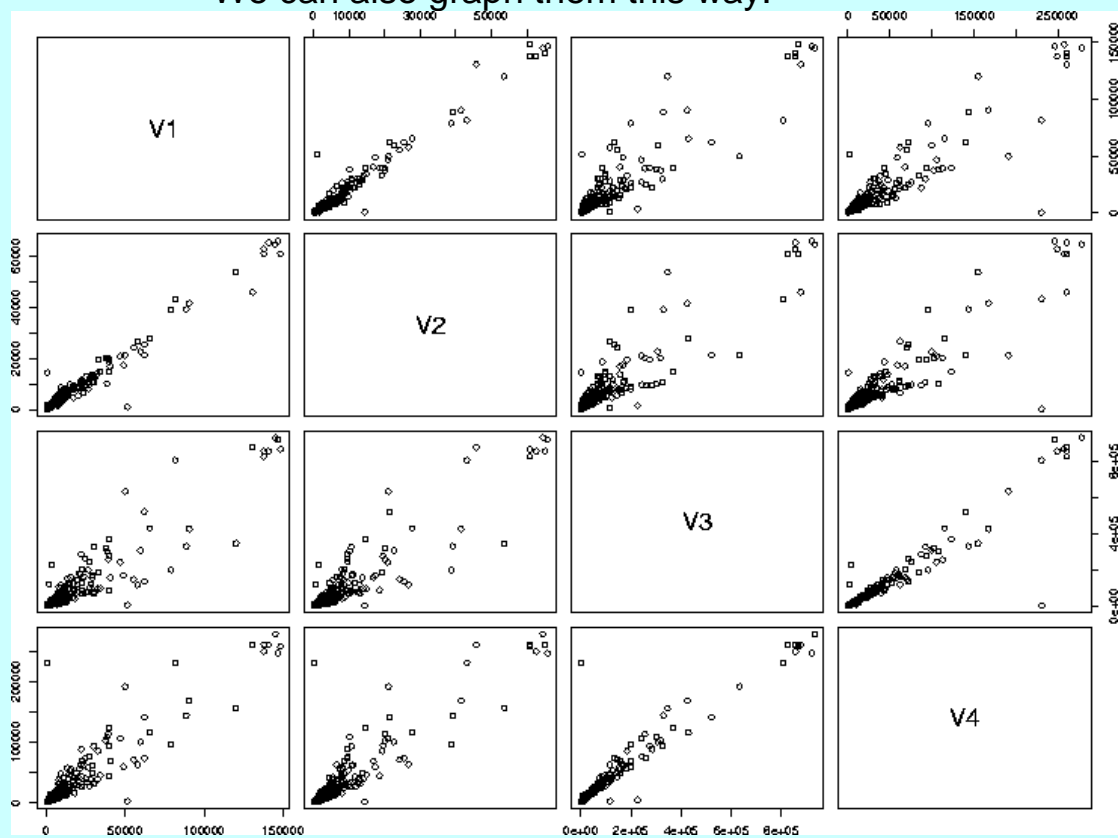 We can also graph them this way:
0 10000 30000 50000
0 50000 150000 250000
V1
0 50000 100000 150000
0 20000 40000 60000
V2
V3
0e+00 4e+05 8e+05
0 100000 200000
V4
0 50000 100000 150000
0e+00 2e+05 4e+05 6e+05